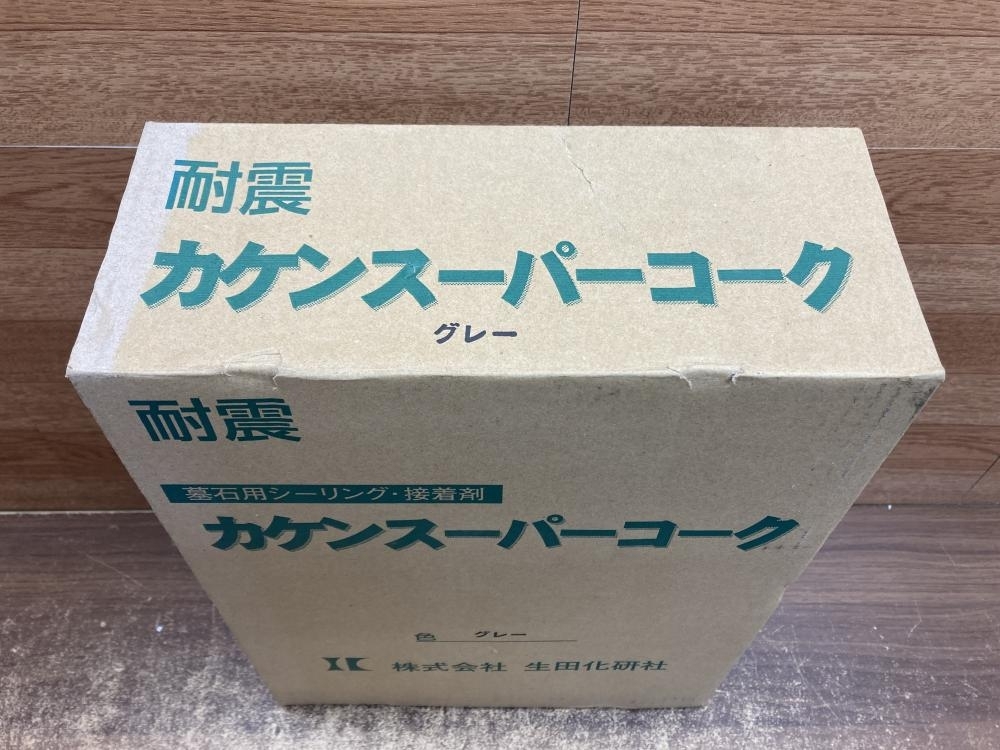 耐震
カケンスーパーコーク
グレー
耐震
墓石用シーリング・接着剤
カケンスーパーコーク
色 グレー
株式会社 生田化研社